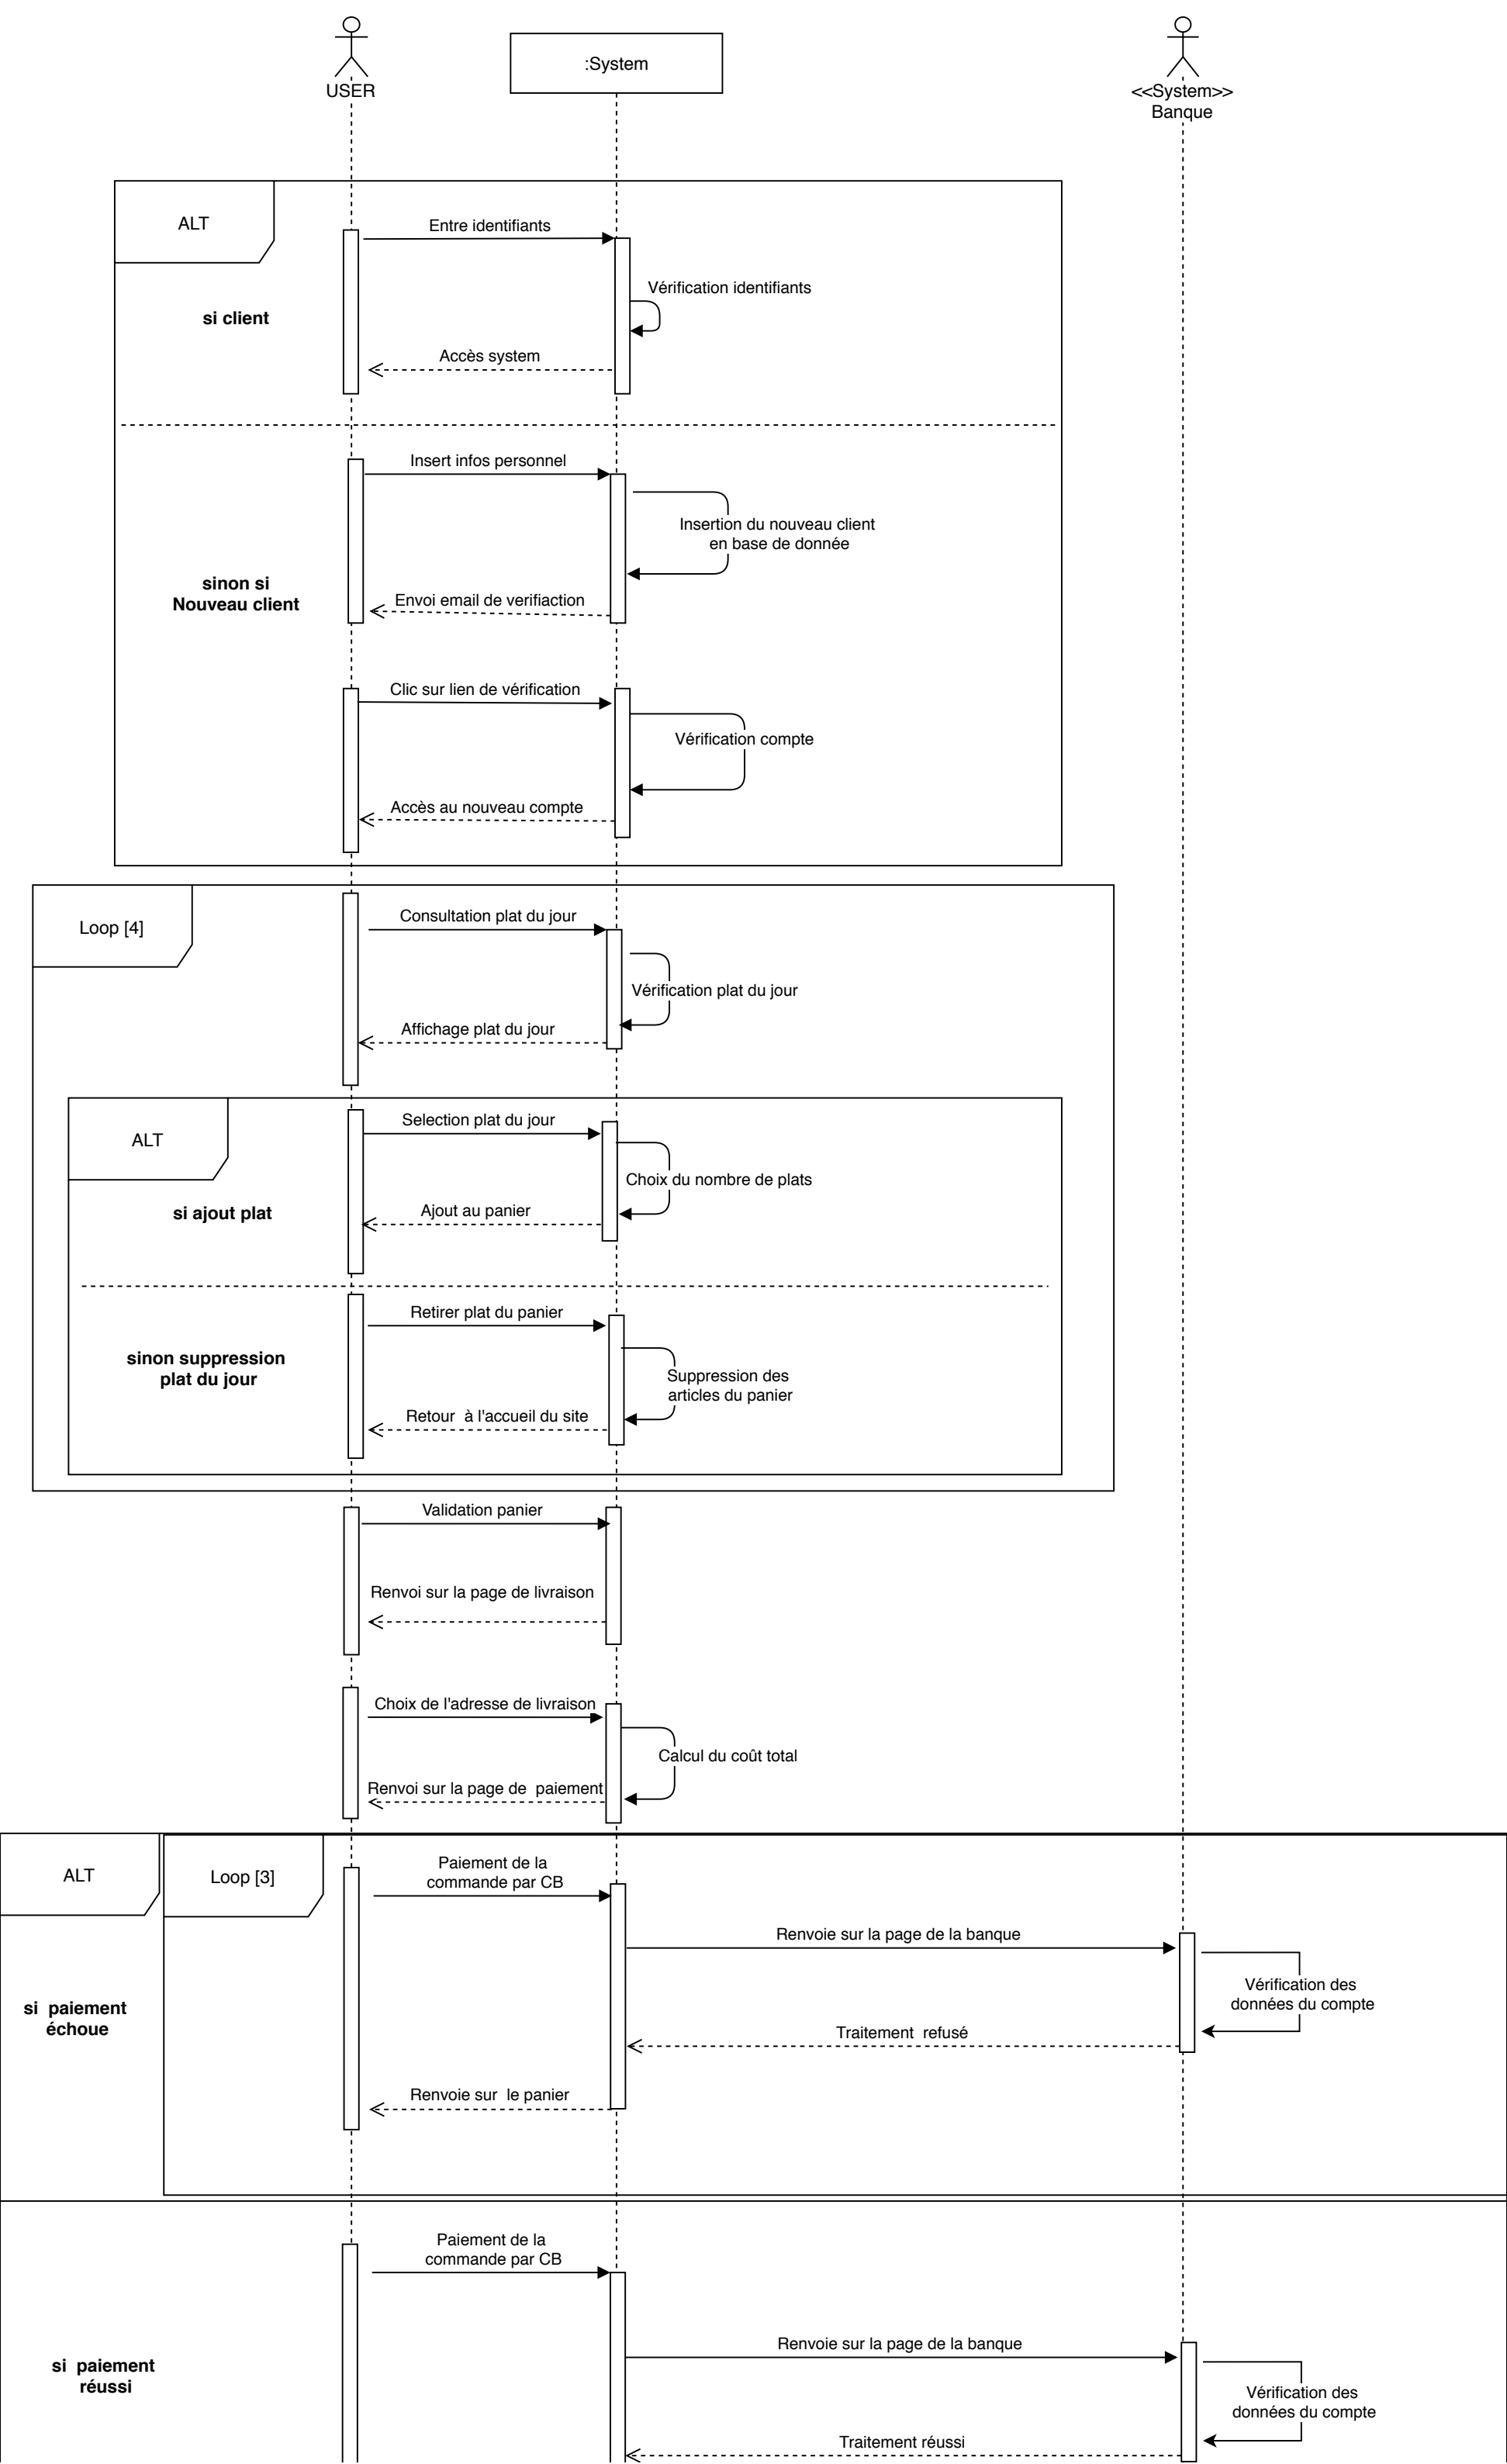 USER
:System
<<System>>
Banque
ALT
Entre identifiants
Vérification identifiants
si client
Accès system
Insert infos personnel
Insertion du nouveau client
en base de donnée
sinon si
Nouveau client
Envoi email de verifiaction
Clic sur lien de vérification
Vérification compte
Accès au nouveau compte
Loop [4]
Consultation plat du jour
Vérification plat du jour
Affichage plat du jour
ALT
Selection plat du jour
Choix du nombre de plats
si ajout plat
Ajout au panier
Retirer plat du panier
sinon suppression
plat du jour
Suppression des
articles du panier
Retour à l'accueil du site
Validation panier
Renvoi sur la page de livraison
Choix de l'adresse de livraison
Calcul du coût total
Renvoi sur la page de paiement
ALT
Loop [3]
Paiement de la
commande par CB
Renvoie sur la page de la banque
Vérification des
données du compte
si paiement
échoue
Traitement refusé
Renvoie sur le panier
Paiement de la
commande par CB
Renvoie sur la page de la banque
si paiement
réussi
Vérification des
données du compte
Traitement réussi